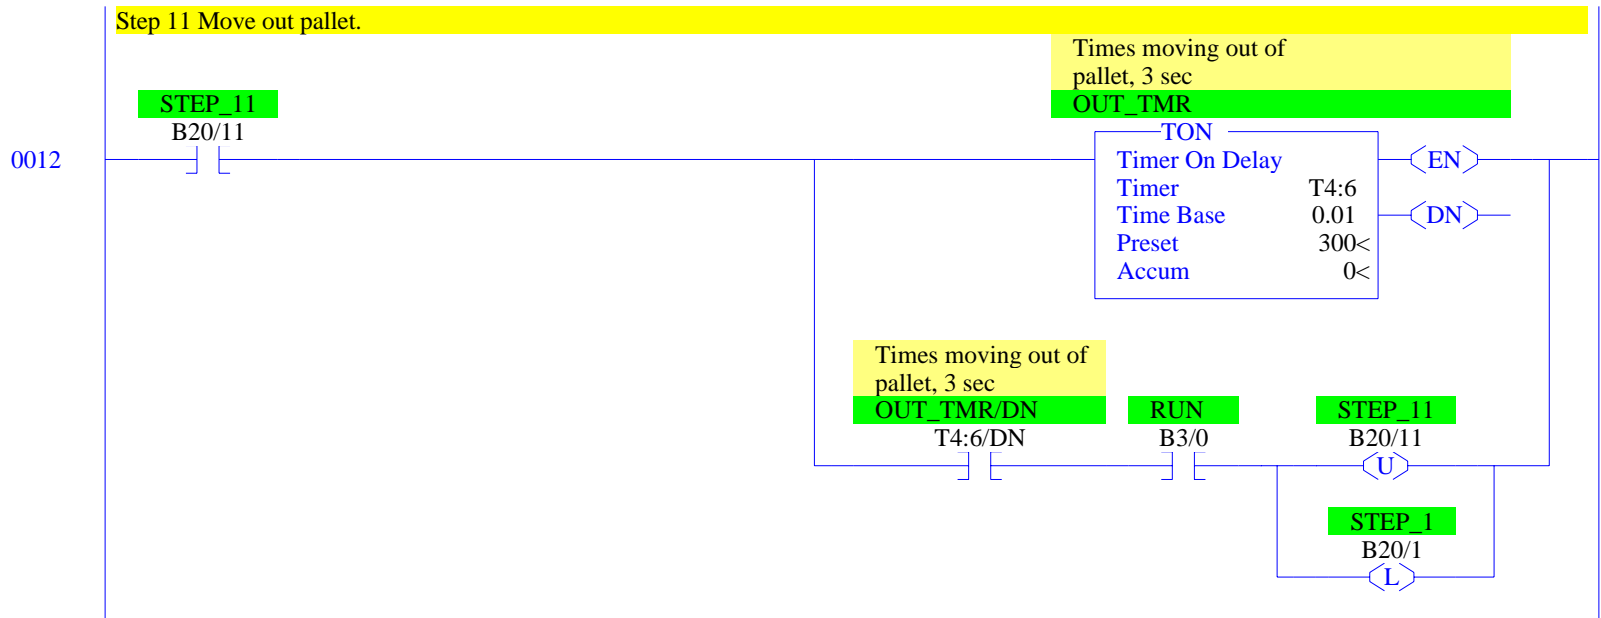 Step 11 Move out pallet.
Times moving out of
pallet, 3 sec
STEP_11
OUT_TMR
B20/11
TON
0012
Timer On Delay
EN
Timer T4:6
Time Base 0.01
DN
Preset 300<
Accum 0<
Times moving out of
pallet, 3 sec
OUT_TMR/DN RUN STEP_11
T4:6/DN B3/0 B20/11
U
STEP_1
B20/1
L